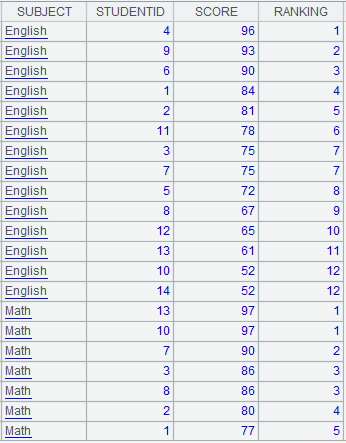 SUBJECT STUDENTID SCORE RANKING
English 4 96 1
English 9 93 2
English 6 90 3
English 1 84 4
English 2 81 5
English 11 78 6
English 3 75 7
English 7 75 7
English 5 72 8
English 8 67 9
English 12 65 10
English 13 61 11
English 10 52 12
English 14 52 12
Math 13 97 1
Math 10 97 1
Math 7 90 2
Math 3 86 3
Math 8 86 3
Math 2 80 4
Math 1 77 5